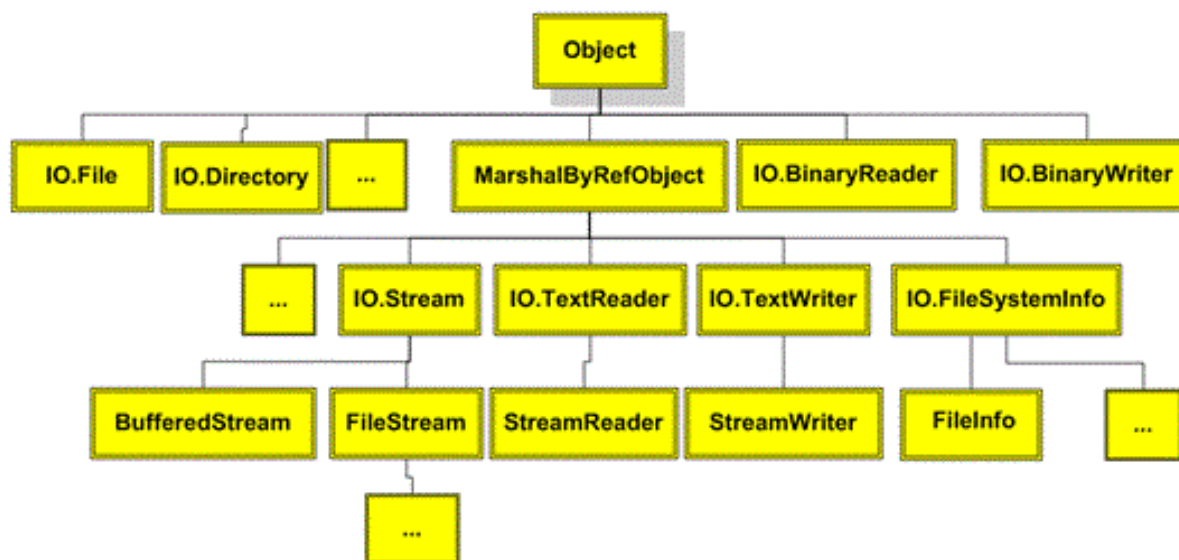 Object
IO.File
IO.Directory
...
MarshalByRefObject
IO.BinaryReader
IO.BinaryWriter
...
IO.Stream
IO.TextReader
IO.TextWriter
IO.FileSystemInfo
BufferedStream
FileStream
StreamReader
StreamWriter
FileInfo
...
...